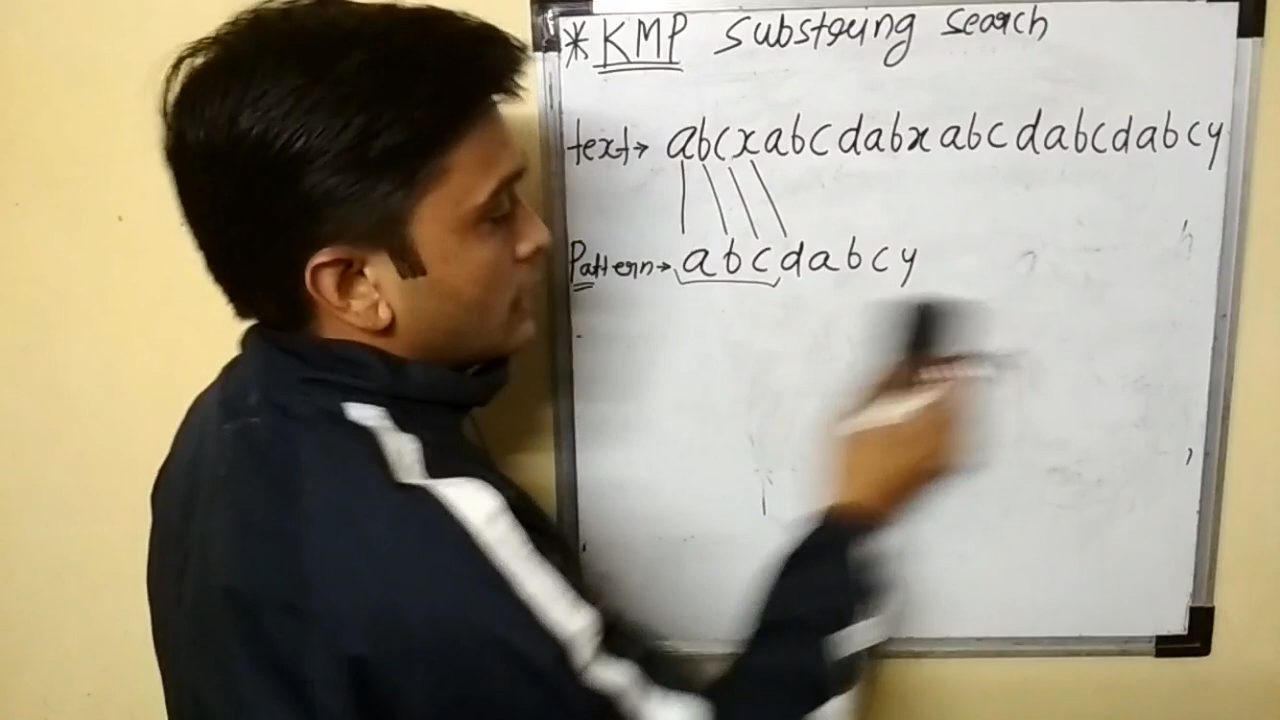 * KMP substring search
text→ abcxabcdabxabcdabcdabcy
Pattern→ abcdabcy